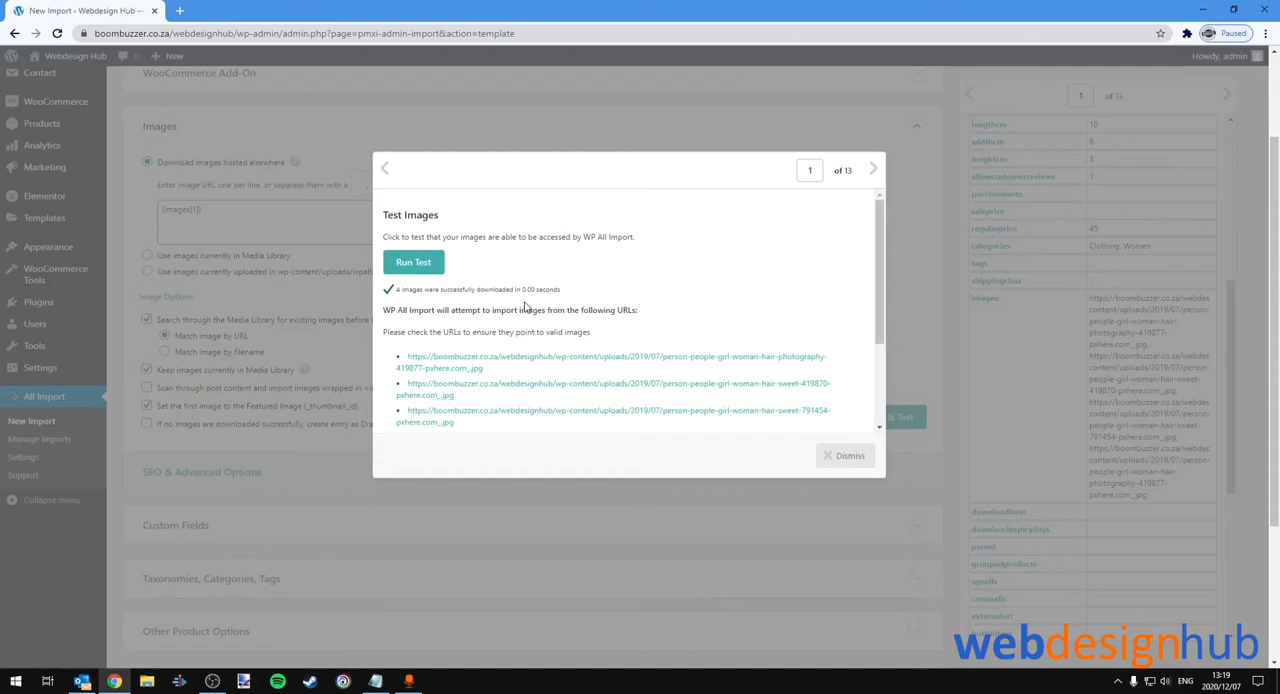 New Import ‹ Webdesign Hub —
boombuzzer.co.za/webdesignhub/wp-admin/admin.php?page=pmxi-admin-import&action=template
Paused
Webdesign Hub
0
New
Howdy, admin
Contact
WooCommerce
Products
Analytics
Marketing
Elementor
Templates
Appearance
WooCommerce
Tools
Plugins
Users
Tools
Settings
All Import
New Import
Manage Imports
Settings
Support
Collapse menu
WooCommerce Add-On
Images
Download images hosted elsewhere
Enter image URL one per line, or separate them with a ,
{images[1]}
Use images currently in Media Library
Use images currently uploaded in wp-content/uploads/wpall
Image Options
Search through the Media Library for existing images before
Match image by URL
Match image by filename
Keep images currently in Media Library
Scan through post content and import images wrapped in <i
Set the first image to the Featured Image (_thumbnail_id)
If no images are downloaded successfully, create entry as Dra
& Test
SEO & Advanced Options
Custom Fields
Taxonomies, Categories, Tags
Other Product Options
1 of 13
Test Images
Click to test that your images are able to be accessed by WP All Import.
Run Test
4 images were successfully downloaded in 0.00 seconds
WP All Import will attempt to import images from the following URLs:
Please check the URLs to ensure they point to valid images
https://boombuzzer.co.za/webdesignhub/wp-content/uploads/2019/07/person-people-girl-woman-hair-photography-
419877-pxhere.com_.jpg
https://boombuzzer.co.za/webdesignhub/wp-content/uploads/2019/07/person-people-girl-woman-hair-sweet-419870-
pxhere.com_.jpg
https://boombuzzer.co.za/webdesignhub/wp-content/uploads/2019/07/person-people-girl-woman-hair-sweet-791454-
pxhere.com_.jpg
Dismiss
1 of 13
lengthcm 10
widthcm 6
heightcm 3
allowcustomerreviews 1
purchasenote
saleprice
regularprice 45
categories Clothing, Women
tags
shippingclass
images https://boombuzzer.co.za/webdes
content/uploads/2019/07/person-
people-girl-woman-hair-
photography-419877-
pxhere.com_.jpg,
https://boombuzzer.co.za/webdes
content/uploads/2019/07/person-
people-girl-woman-hair-sweet-
419870-pxhere.com_.jpg,
https://boombuzzer.co.za/webdes
content/uploads/2019/07/person-
people-girl-woman-hair-sweet-
791454-pxhere.com_.jpg,
https://boombuzzer.co.za/webdes
content/uploads/2019/07/person-
people-girl-woman-hair-
photography-419877-
pxhere.com_.jpg
downloadlimit
downloadexpirydays
parent
groupedproducts
upsells
crosssells
externalurl
webdesignhub
ENG
13:19
2020/12/07